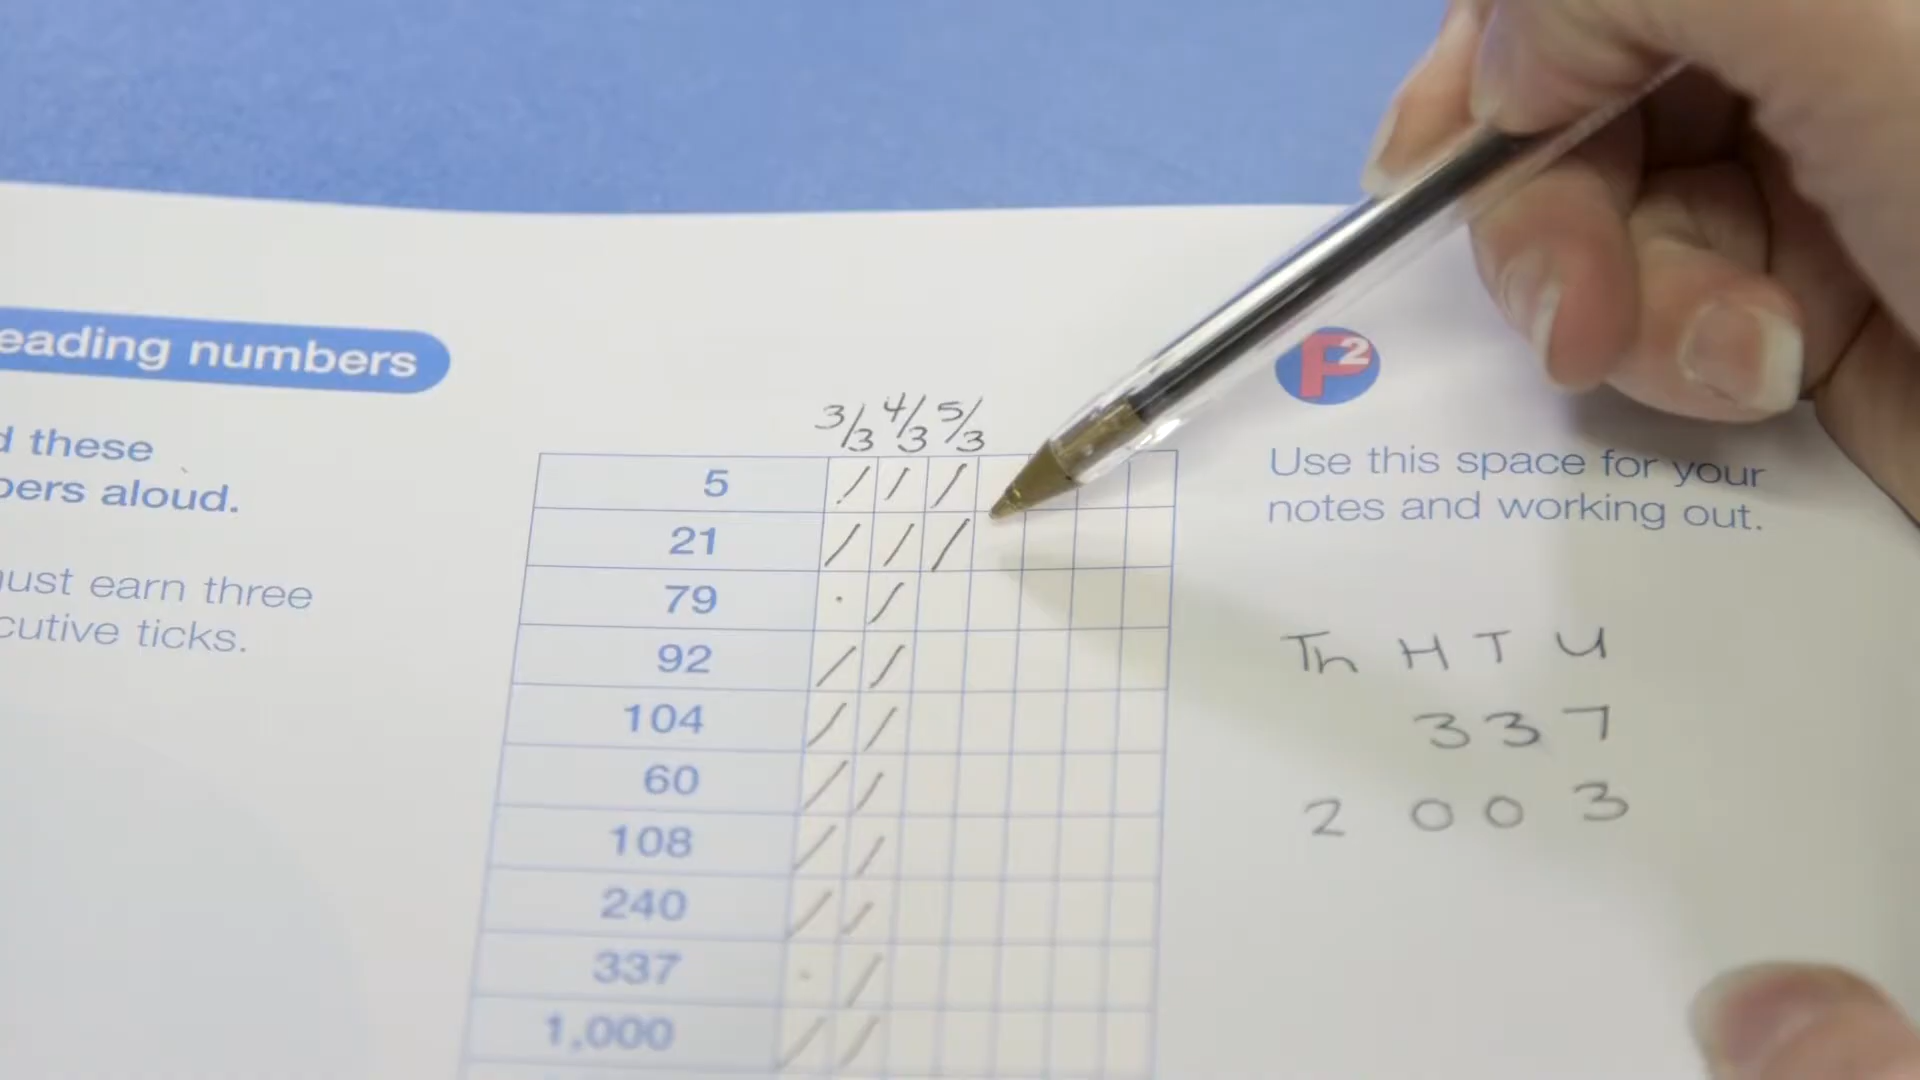 eading numbers
d these
bers aloud.
ust earn three
cutive ticks.
3/3 4/3 5/3
5 / / /
21 / / /
79 · /
92 / /
104 / /
60 / /
108 / /
240 / /
337 · /
1,000 / /
P2
Use this space for your
notes and working out.
Th H T U
3 3 7
2 0 0 3